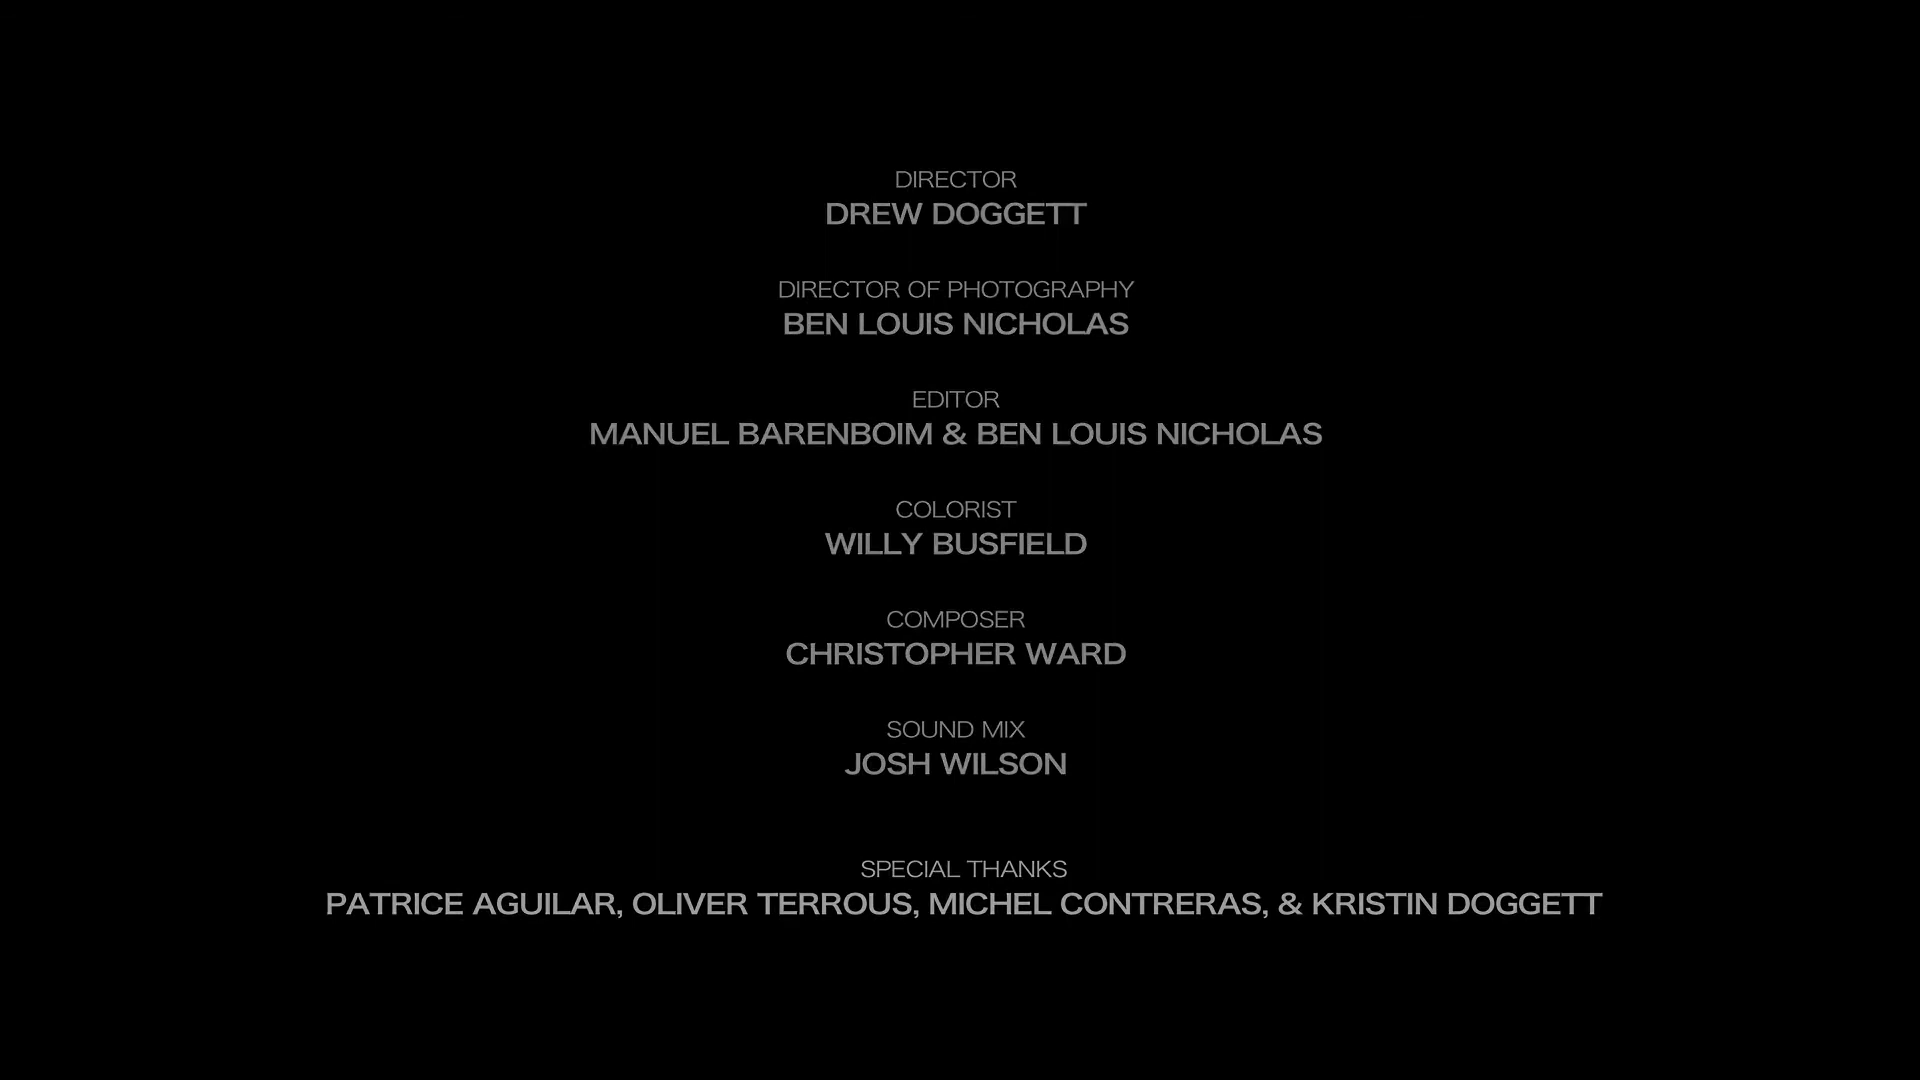 DIRECTOR
DREW DOGGETT
DIRECTOR OF PHOTOGRAPHY
BEN LOUIS NICHOLAS
EDITOR
MANUEL BARENBOIM & BEN LOUIS NICHOLAS
COLORIST
WILLY BUSFIELD
COMPOSER
CHRISTOPHER WARD
SOUND MIX
JOSH WILSON
SPECIAL THANKS
PATRICE AGUILAR, OLIVER TERROUS, MICHEL CONTRERAS, & KRISTIN DOGGETT